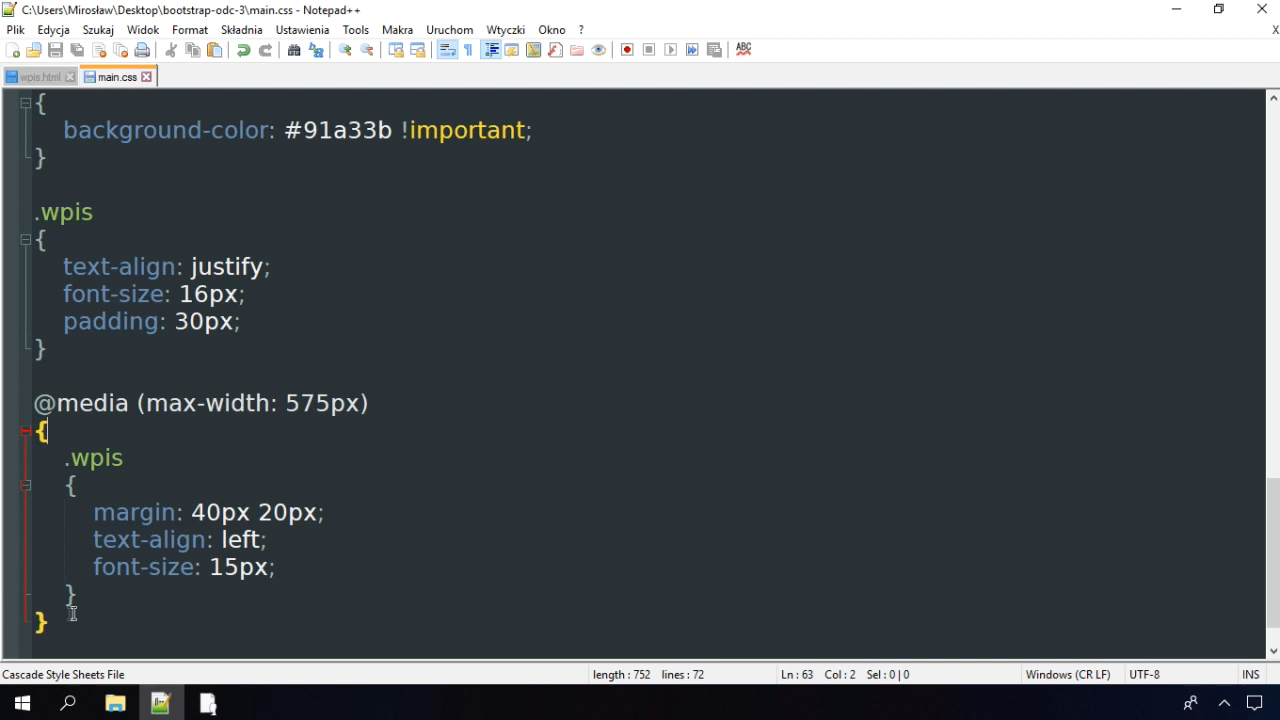 C:\Users\Mirosław\Desktop\bootstrap-odc-3\main.css - Notepad++
Plik Edycja Szukaj Widok Format Składnia Ustawienia Tools Makra Uruchom Wtyczki Okno ? X
ABC
wpis.html main.css
{
background-color: #91a33b !important;
}
.wpis
{
text-align: justify;
font-size: 16px;
padding: 30px;
}
@media (max-width: 575px)
{
.wpis
{
margin: 40px 20px;
text-align: left;
font-size: 15px;
}
}
Cascade Style Sheets File length : 752 lines : 72 Ln : 63 Col : 2 Sel : 0 | 0 Windows (CR LF) UTF-8 INS